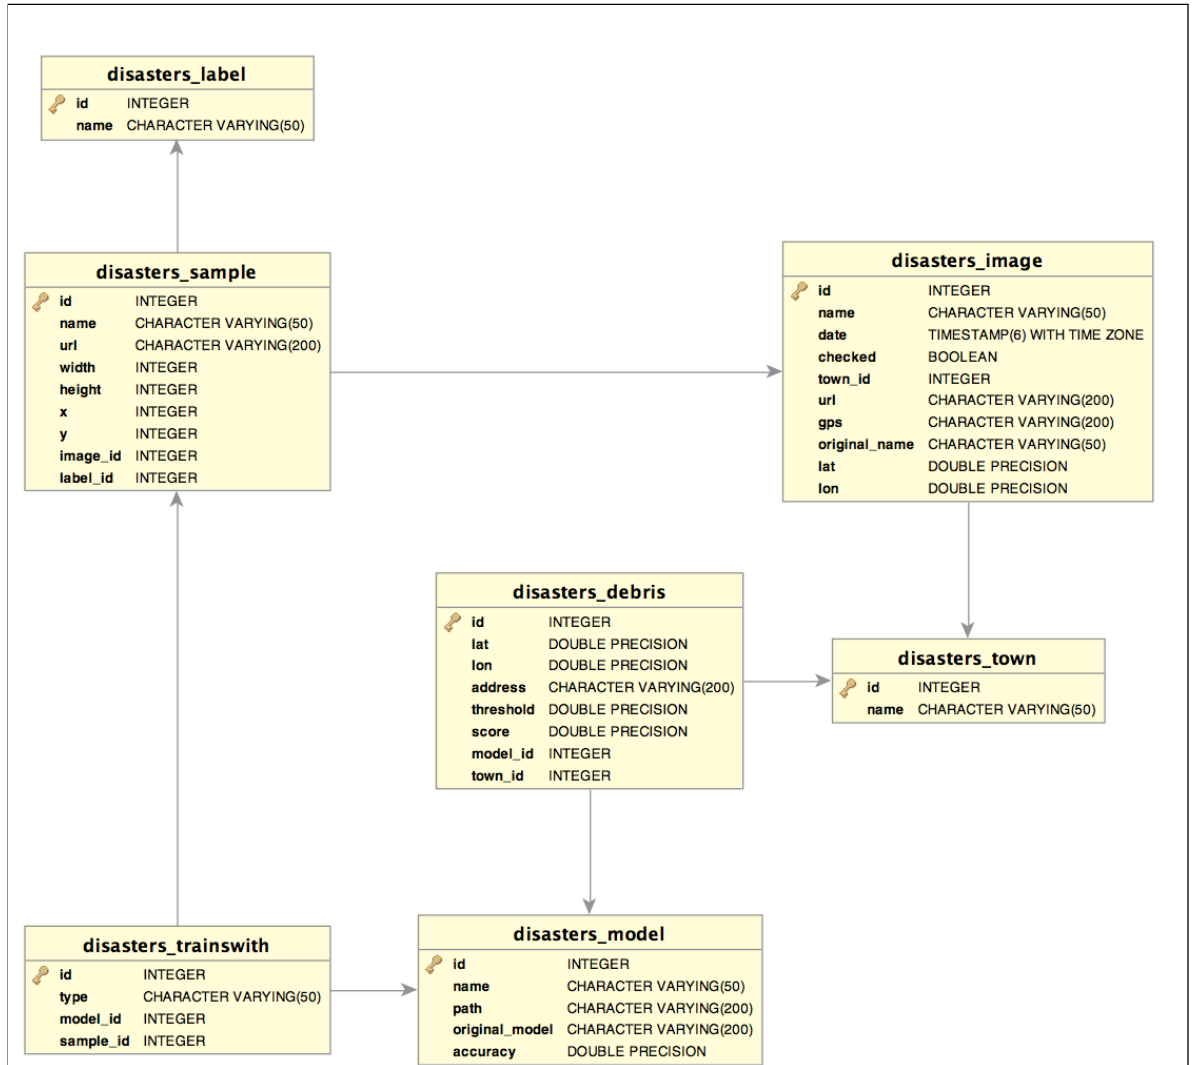 disasters_label
id INTEGER
name CHARACTER VARYING(50)
disasters_sample
id INTEGER
name CHARACTER VARYING(50)
url CHARACTER VARYING(200)
width INTEGER
height INTEGER
x INTEGER
y INTEGER
image_id INTEGER
label_id INTEGER
disasters_image
id INTEGER
name CHARACTER VARYING(50)
date TIMESTAMP(6) WITH TIME ZONE
checked BOOLEAN
town_id INTEGER
url CHARACTER VARYING(200)
gps CHARACTER VARYING(200)
original_name CHARACTER VARYING(50)
lat DOUBLE PRECISION
lon DOUBLE PRECISION
disasters_debris
id INTEGER
lat DOUBLE PRECISION
lon DOUBLE PRECISION
address CHARACTER VARYING(200)
threshold DOUBLE PRECISION
score DOUBLE PRECISION
model_id INTEGER
town_id INTEGER
disasters_town
id INTEGER
name CHARACTER VARYING(50)
disasters_trainswith
id INTEGER
type CHARACTER VARYING(50)
model_id INTEGER
sample_id INTEGER
disasters_model
id INTEGER
name CHARACTER VARYING(50)
path CHARACTER VARYING(200)
original_model CHARACTER VARYING(200)
accuracy DOUBLE PRECISION